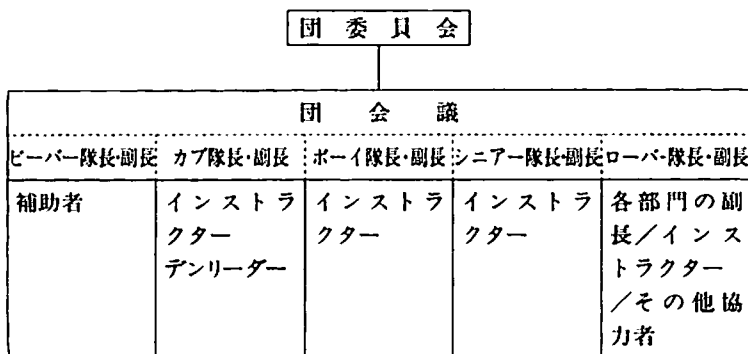 団委員会
団会議
ビーバー隊長・副長 カブ隊長・副長 ボーイ隊長・副長 シニアー隊長・副長 ローバー隊長・副長
補助者 インストラ インストラ インストラ 各部門の副
クター クター クター 長／インス
デンリーダー トラクター
／その他協
力者